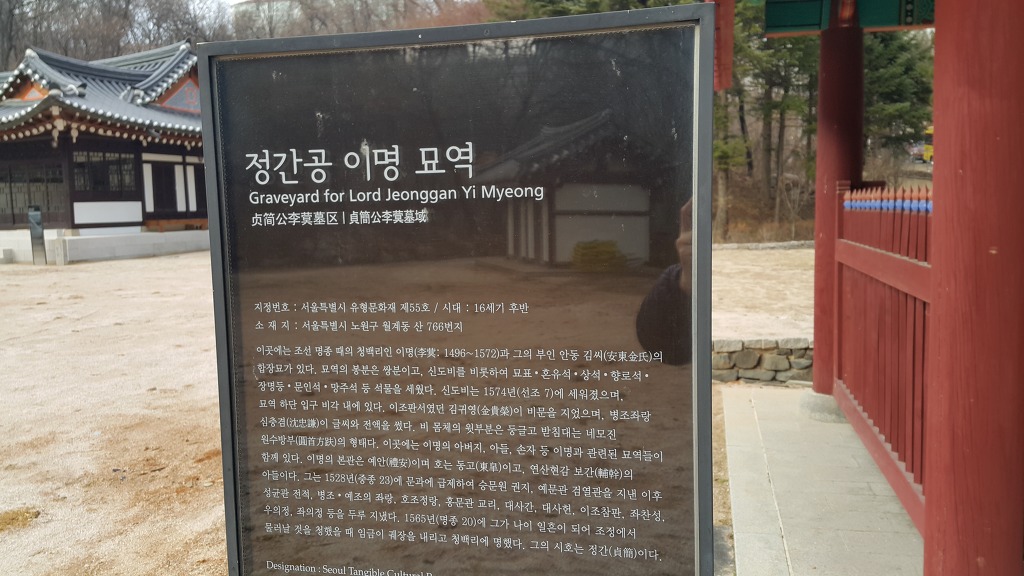 정간공 이명 묘역
Graveyard for Lord Jeonggan Yi Myeong
贞简公李蓂墓区 | 貞簡公李蓂墓域
지정번호 : 서울특별시 유형문화재 제55호 / 시대 : 16세기 후반
소 재 지 : 서울특별시 노원구 월계동 산 766번지
이곳에는 조선 명종 때의 청백리인 이명(李蓂: 1496~1572)과 그의 부인 안동 김씨(安東金氏)의
합장묘가 있다. 묘역의 봉분은 쌍분이고, 신도비를 비롯하여 묘표·혼유석·상석·향로석·
장명등·문인석·망주석 등 석물을 세웠다. 신도비는 1574년(선조 7)에 세워졌으며,
묘역 하단 입구 비각 내에 있다. 이조판서였던 김귀영(金貴榮)이 비문을 지었으며, 병조좌랑
심충겸(沈忠謙)이 글씨와 전액을 썼다. 비 몸체의 윗부분은 둥글고 받침대는 네모진
원수방부(圓首方趺)의 형태다. 이곳에는 이명의 아버지, 아들, 손자 등 이명과 관련된 묘역들이
함께 있다. 이명의 본관은 예안(禮安)이며 호는 동고(東皐)이고, 연산현감 보간(輔幹)의
아들이다. 그는 1528년(중종 23)에 문과에 급제하여 승문원 권지, 예문관 검열관을 지낸 이후
성균관 전적, 병조·예조의 좌랑, 호조정랑, 홍문관 교리, 대사간, 대사헌, 이조참판, 좌찬성,
우의정, 좌의정 등을 두루 지냈다. 1565년(명종 20)에 그가 나이 일흔이 되어 조정에서
물러날 것을 청했을 때 임금이 궤장을 내리고 청백리에 명했다. 그의 시호는 정간(貞簡)이다.
Designation : Seoul Tangible Cultural